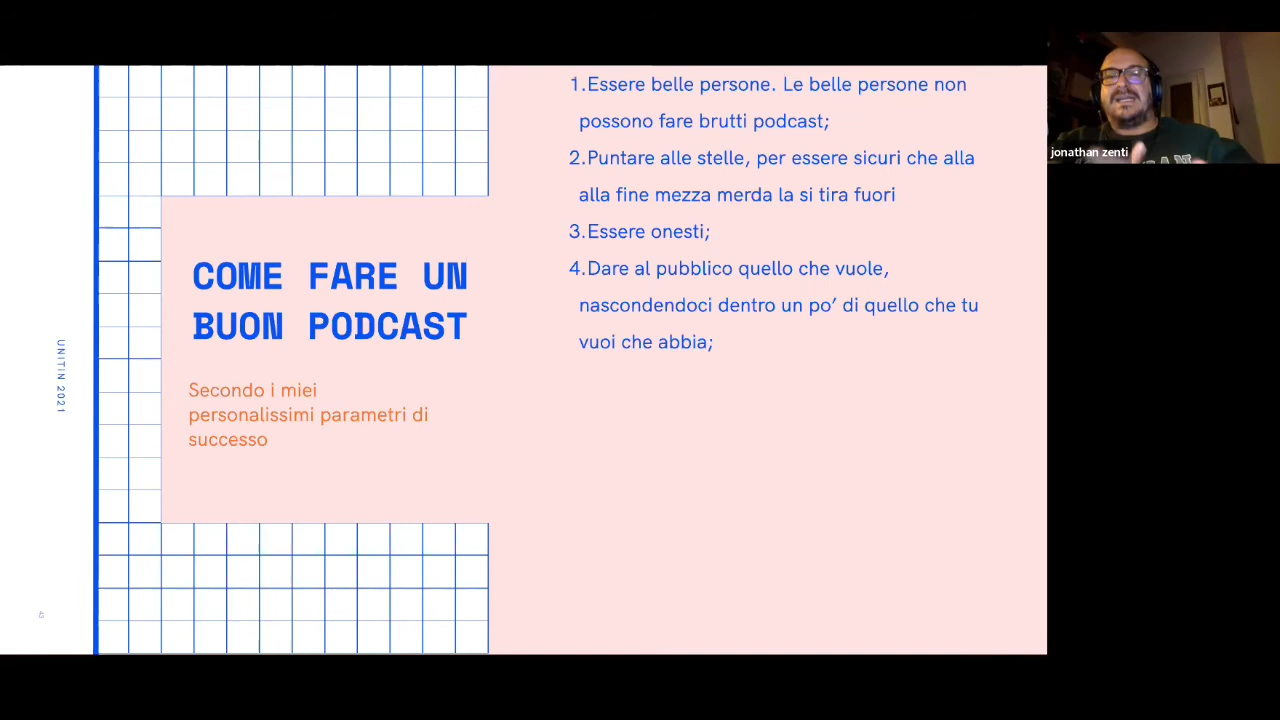 1.Essere belle persone. Le belle persone non
possono fare brutti podcast;
2.Puntare alle stelle, per essere sicuri che alla
alla fine mezza merda la si tira fuori
3.Essere onesti;
4.Dare al pubblico quello che vuole,
nascondendoci dentro un po’ di quello che tu
vuoi che abbia;
COME FARE UN
BUON PODCAST
Secondo i miei
personalissimi parametri di
successo
UNITIN 2021
jonathan zenti